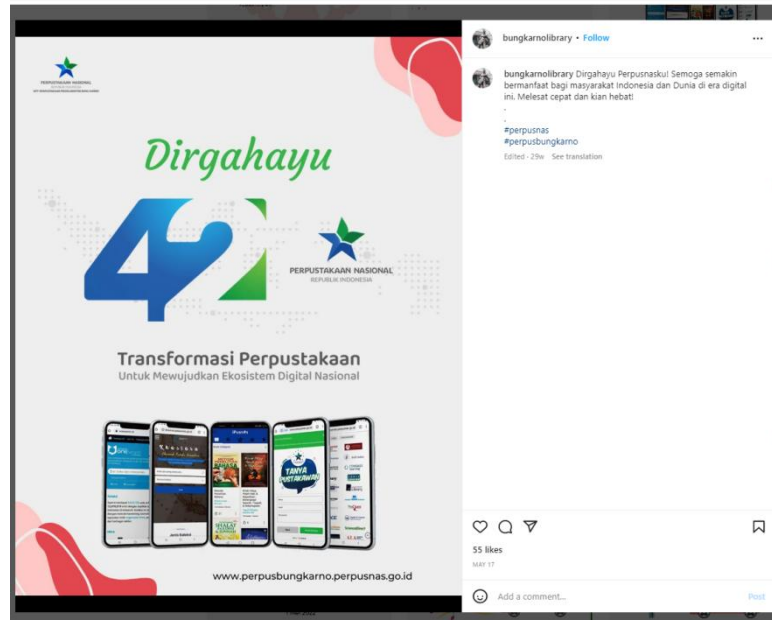 PERPUSTAKAAN NASIONAL
Dirgahayu
42
PERPUSTAKAAN NASIONAL
REPUBLIK INDONESIA
Transformasi Perpustakaan
Untuk Mewujudkan Ekosistem Digital Nasional
TANYA
PUSTAKAWAN
www.perpusbungkarno.perpusnas.go.id
bungkarnolibrary • Follow
bungkarnolibrary Dirgahayu Perpusnasku! Semoga semakin
bermanfaat bagi masyarakat Indonesia dan Dunia di era digital
ini. Melesat cepat dan kian hebat!
.
.
#perpusnas
#perpusbungkarno
Edited · 29w See translation
55 likes
MAY 17
Add a comment...
Post